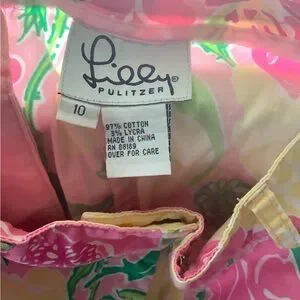 Lilly®
PULITZER
10
97% COTTON
3% LYCRA
MADE IN CHINA
RN 88189
OVER FOR CARE